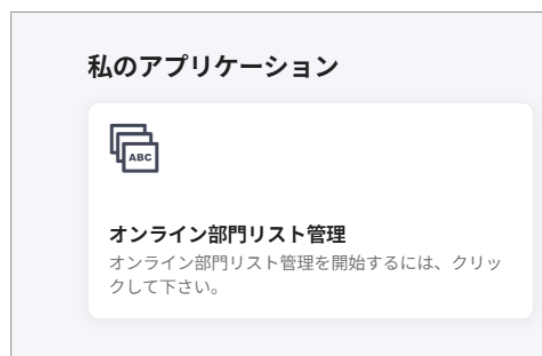 私のアプリケーション
ABC
オンライン部門リスト管理
オンライン部門リスト管理を開始するには、クリッ
クして下さい。